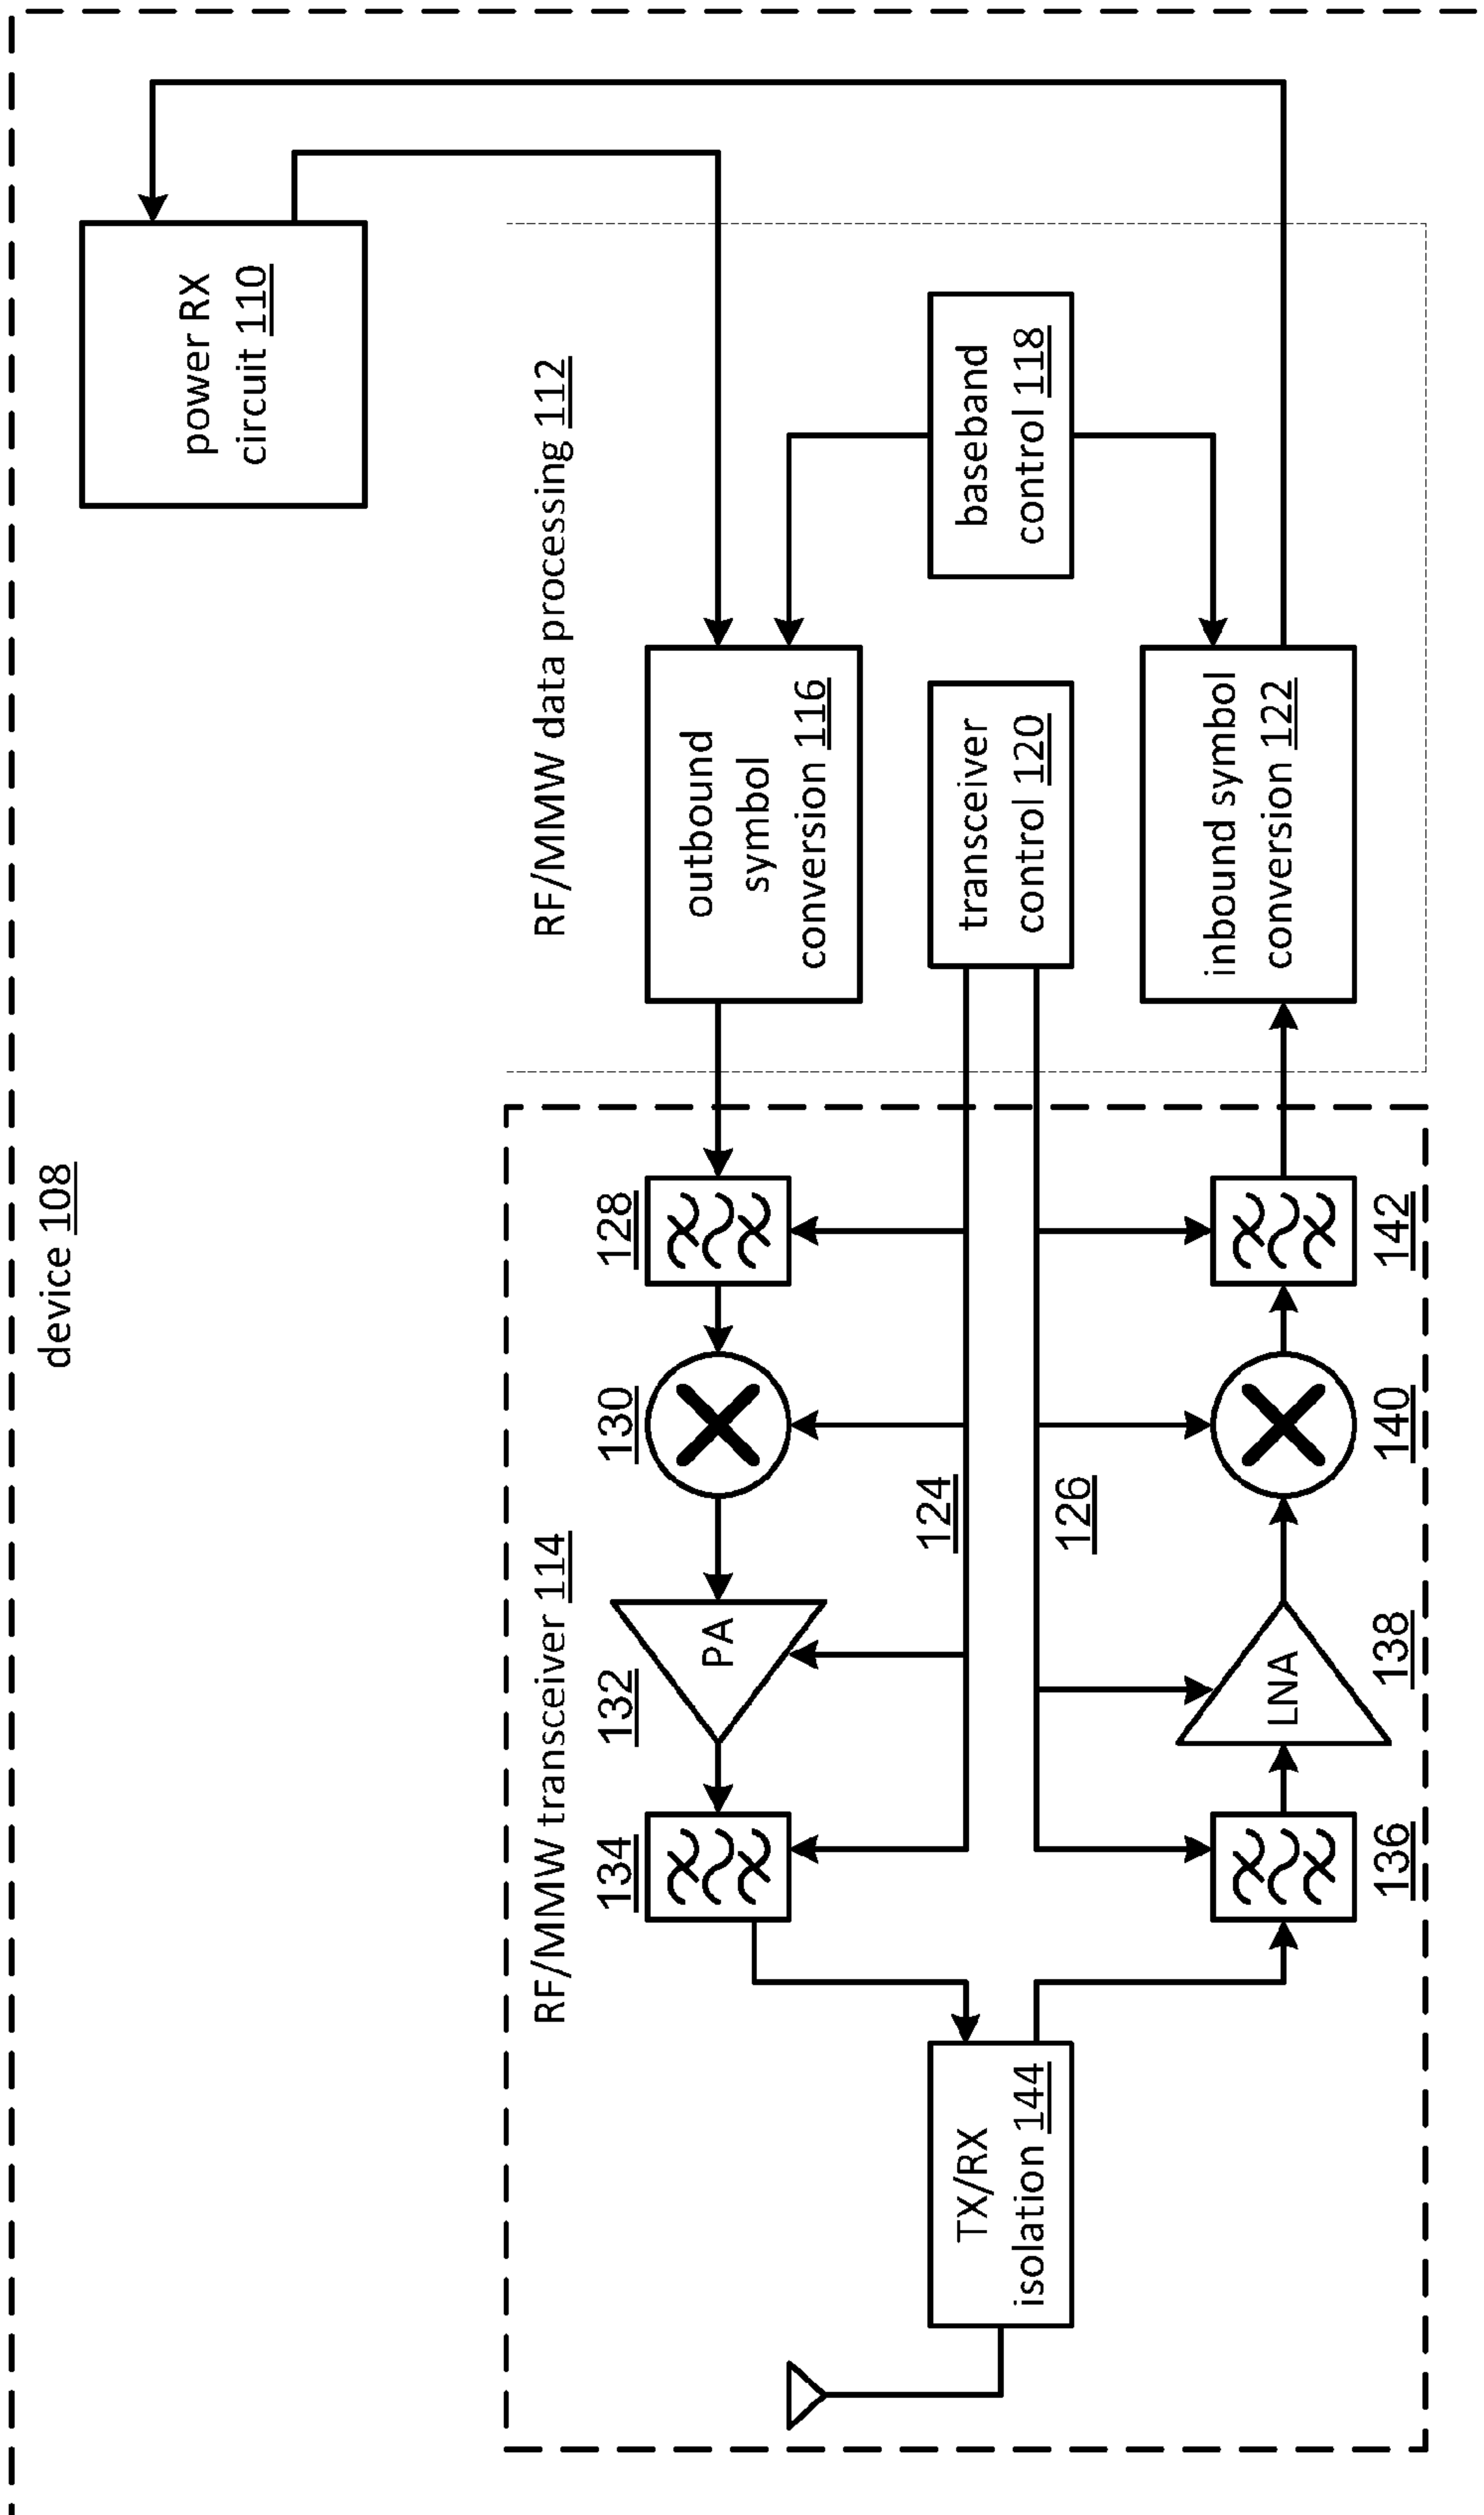 device 108
power RX
circuit 110
RF/MMW transceiver 114
RF/MMW data processing 112
134
132
130
128
PA
outbound
symbol
conversion 116
124
TX/RX
isolation 144
transceiver
control 120
baseband
control 118
126
LNA
inbound symbol
conversion 122
136
138
140
142